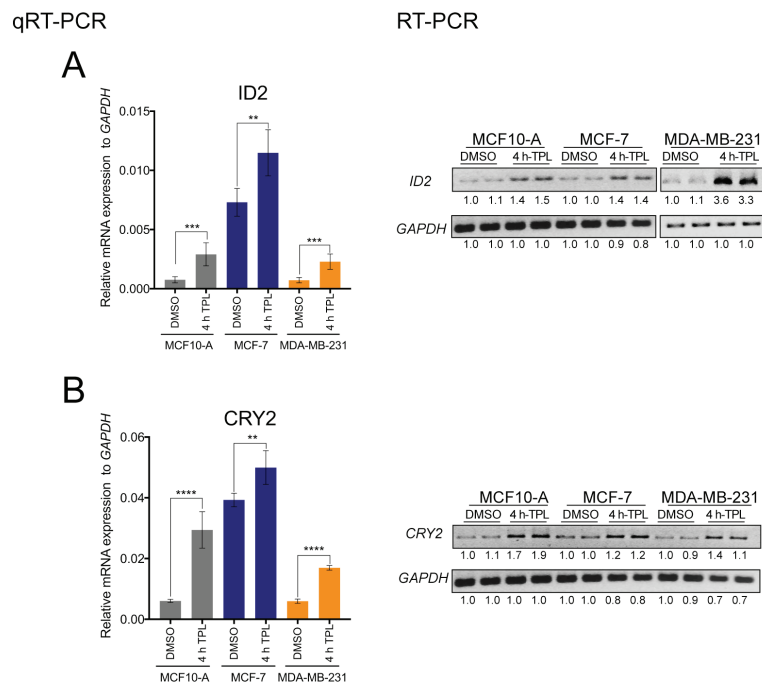 qRT-PCR
RT-PCR
A
ID2
Relative mRNA expression to GAPDH
0.015
0.010
0.005
0.000
***
**
***
DMSO
4 h TPL
DMSO
4 h TPL
DMSO
4 h TPL
MCF10-A
MCF-7
MDA-MB-231
MCF10-A MCF-7 MDA-MB-231
DMSO 4 h-TPL DMSO 4 h-TPL DMSO 4 h-TPL
ID2
1.0 1.1 1.4 1.5 1.0 1.0 1.4 1.4 1.0 1.1 3.6 3.3
GAPDH
1.0 1.0 1.0 1.0 1.0 1.0 0.9 0.8 1.0 1.0 1.0 1.0
B
CRY2
Relative mRNA expression to GAPDH
0.06
0.04
0.02
0.00
****
**
****
DMSO
4 h TPL
DMSO
4 h TPL
DMSO
4 h TPL
MCF10-A
MCF-7
MDA-MB-231
MCF10-A MCF-7 MDA-MB-231
DMSO 4 h-TPL DMSO 4 h-TPL DMSO 4 h-TPL
CRY2
1.0 1.1 1.7 1.9 1.0 1.0 1.2 1.2 1.0 0.9 1.4 1.1
GAPDH
1.0 1.0 1.0 1.0 1.0 1.0 0.8 0.8 1.0 0.9 0.7 0.7